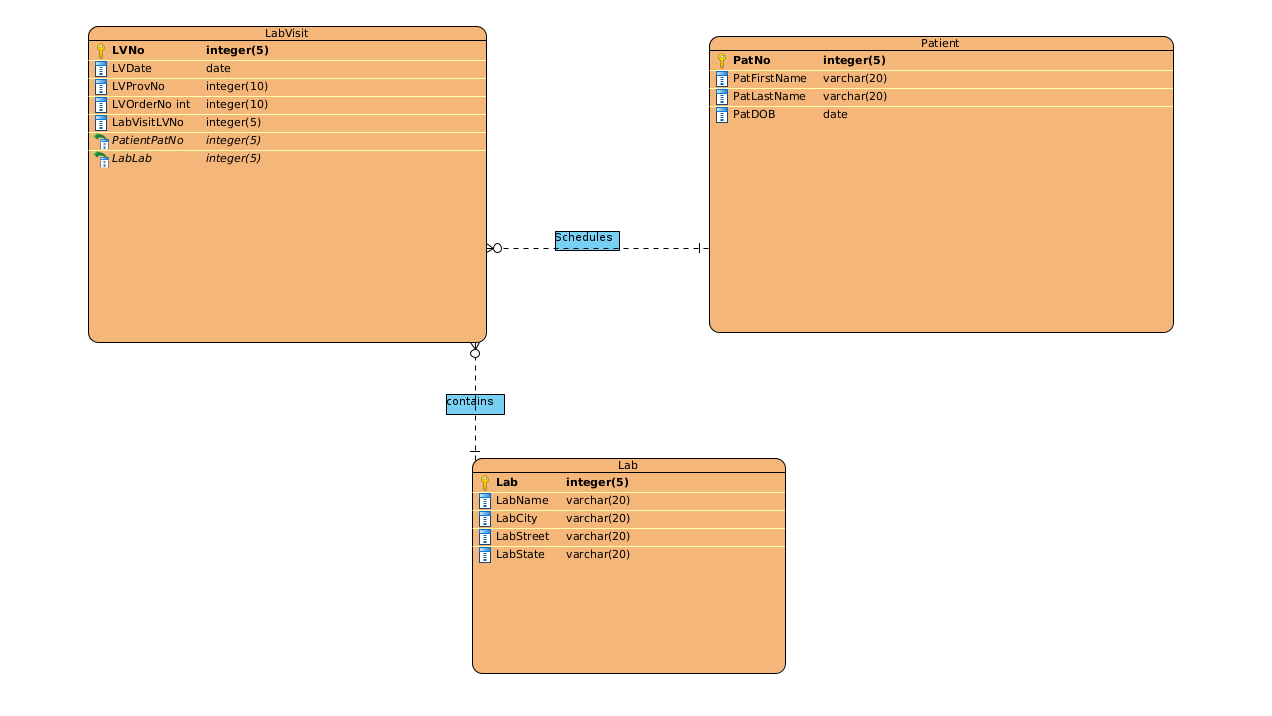 LabVisit
LVNo integer(5)
LVDate date
LVProvNo integer(10)
LVOrderNo int integer(10)
LabVisitLVNo integer(5)
PatientPatNo integer(5)
LabLab integer(5)
Patient
PatNo integer(5)
PatFirstName varchar(20)
PatLastName varchar(20)
PatDOB date
Schedules
contains
Lab
Lab integer(5)
LabName varchar(20)
LabCity varchar(20)
LabStreet varchar(20)
LabState varchar(20)